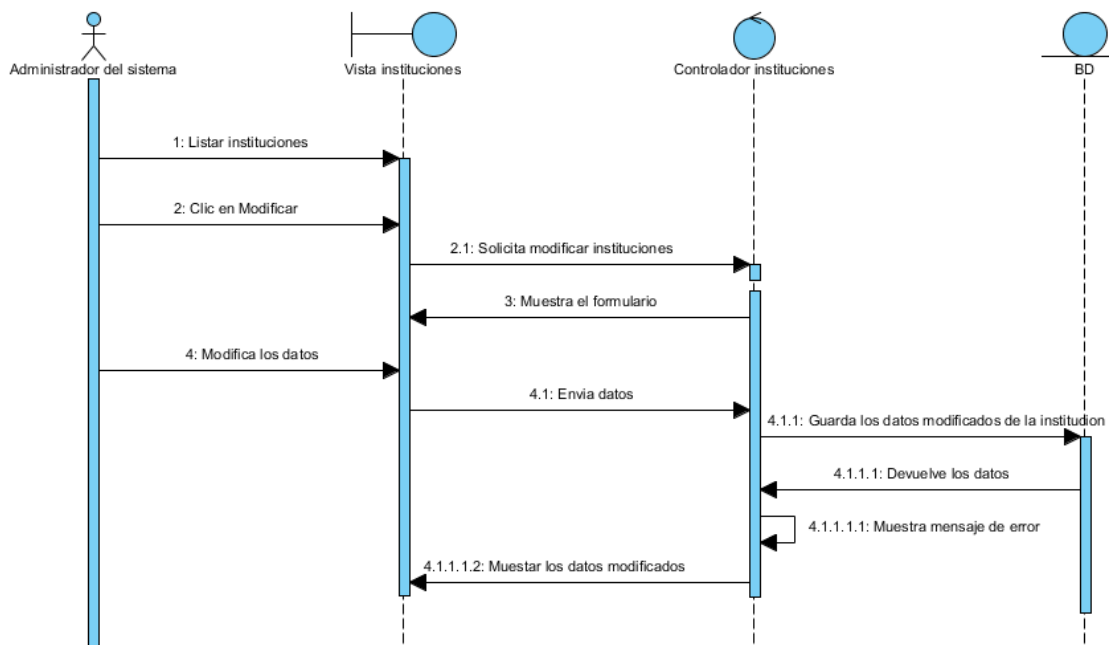 Administrador del sistema
Vista instituciones
Controlador instituciones
BD
1: Listar instituciones
2: Clic en Modificar
2.1: Solicita modificar instituciones
3: Muestra el formulario
4: Modifica los datos
4.1: Envia datos
4.1.1: Guarda los datos modificados de la institudion
4.1.1.1: Devuelve los datos
4.1.1.1.1: Muestra mensaje de error
4.1.1.1.2: Muestar los datos modificados